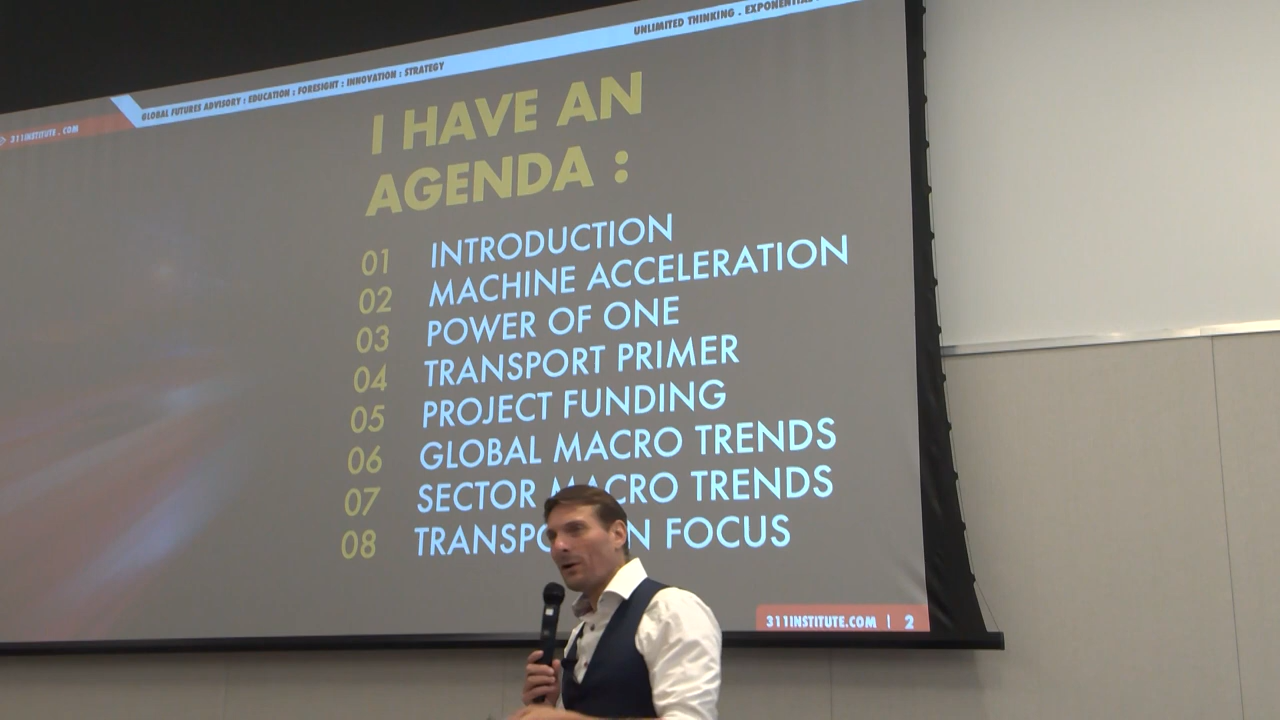 UNLIMITED THINKING . EXPONENTIAL
GLOBAL FUTURES ADVISORY : EDUCATION : FORESIGHT : INNOVATION : STRATEGY
311INSTITUTE . COM
I HAVE AN
AGENDA :
01 INTRODUCTION
02 MACHINE ACCELERATION
03 POWER OF ONE
04 TRANSPORT PRIMER
05 PROJECT FUNDING
06 GLOBAL MACRO TRENDS
07 SECTOR MACRO TRENDS
08 FOCUS
311INSTITUTE.COM | 2